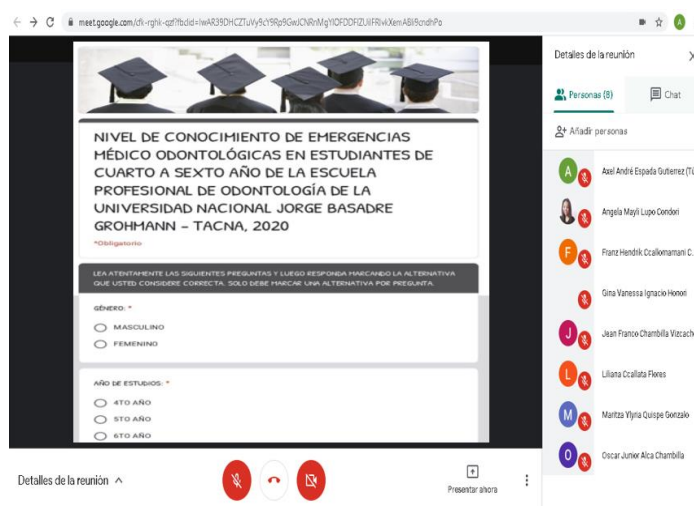 meet.google.com/
NIVEL DE CONOCIMIENTO DE EMERGENCIAS
MÉDICO ODONTOLÓGICAS EN ESTUDIANTES DE
CUARTO A SEXTO AÑO DE LA ESCUELA
PROFESIONAL DE ODONTOLOGÍA DE LA
UNIVERSIDAD NACIONAL JORGE BASADRE
GROHMANN – TACNA, 2020
*Obligatorio
LEA ATENTAMENTE LAS SIGUIENTES PREGUNTAS Y LUEGO RESPONDA MARCANDO LA ALTERNATIVA
QUE USTED CONSIDERE CORRECTA. SOLO DEBE MARCAR UNA ALTERNATIVA POR PREGUNTA.
GÉNERO: *
MASCULINO
FEMENINO
AÑO DE ESTUDIOS: *
4TO AÑO
5TO AÑO
6TO AÑO
Detalles de la reunión
Personas (8)
Chat
Añadir personas
A
Axel André Espada Gutierrez (Tú
Angela Mayli Lupo Condori
F
Franz Hendrik Ccallomamani C.
Gina Vanessa Ignacio Honori
J
Jean Franco Chambilla Vizcach
L
Liliana Ccallata Flores
M
Maritza Ylyna Quispe Gonzalo
O
Oscar Junior Alca Chambilla
Detalles de la reunión
Presentar ahora